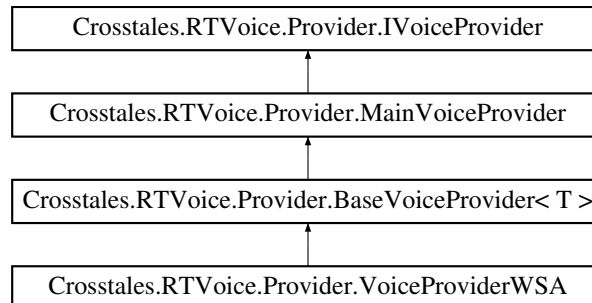 Crosstales.RTVoice.Provider.IVoiceProvider
Crosstales.RTVoice.Provider.MainVoiceProvider
Crosstales.RTVoice.Provider.BaseVoiceProvider< T >
Crosstales.RTVoice.Provider.VoiceProviderWSA